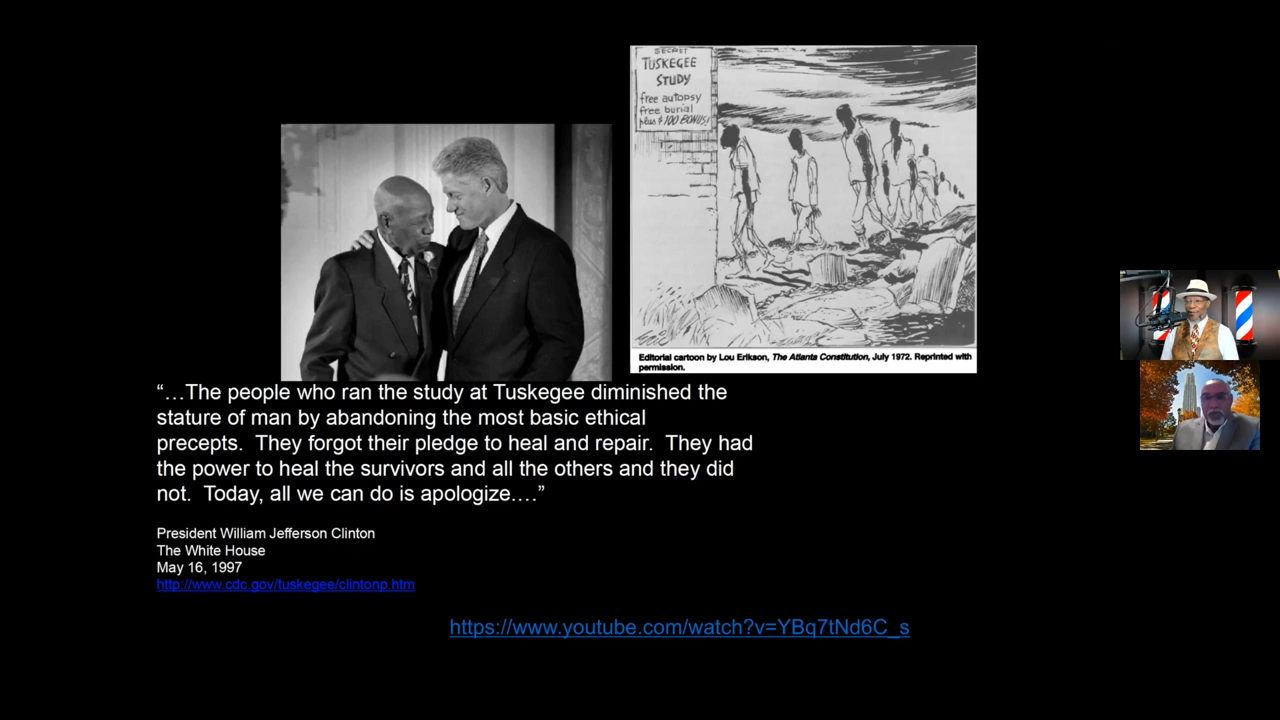 SECRET
TUSKEGEE
STUDY
free autopsy
free burial
plus $100 BONUS!
Editorial cartoon by Lou Erikson, The Atlanta Constitution, July 1972. Reprinted with
permission.
“…The people who ran the study at Tuskegee diminished the
stature of man by abandoning the most basic ethical
precepts.  They forgot their pledge to heal and repair.  They had
the power to heal the survivors and all the others and they did
not.  Today, all we can do is apologize….”
President William Jefferson Clinton
The White House
May 16, 1997
http://www.cdc.gov/tuskegee/clintonp.htm
https://www.youtube.com/watch?v=YBq7tNd6C_s